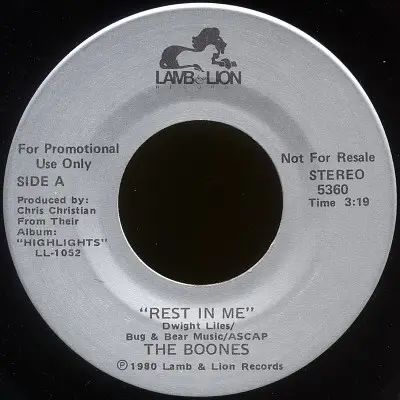 LAMB & LION
RECORDS
For Promotional
Use Only
SIDE A
Produced by:
Chris Christian
From Their
Album:
"HIGHLIGHTS"
LL-1052
Not For Resale
STEREO
5360
Time 3:19
"REST IN ME"
Dwight Liles/
Bug & Bear Music/ASCAP
THE BOONES
℗ 1980 Lamb & Lion Records